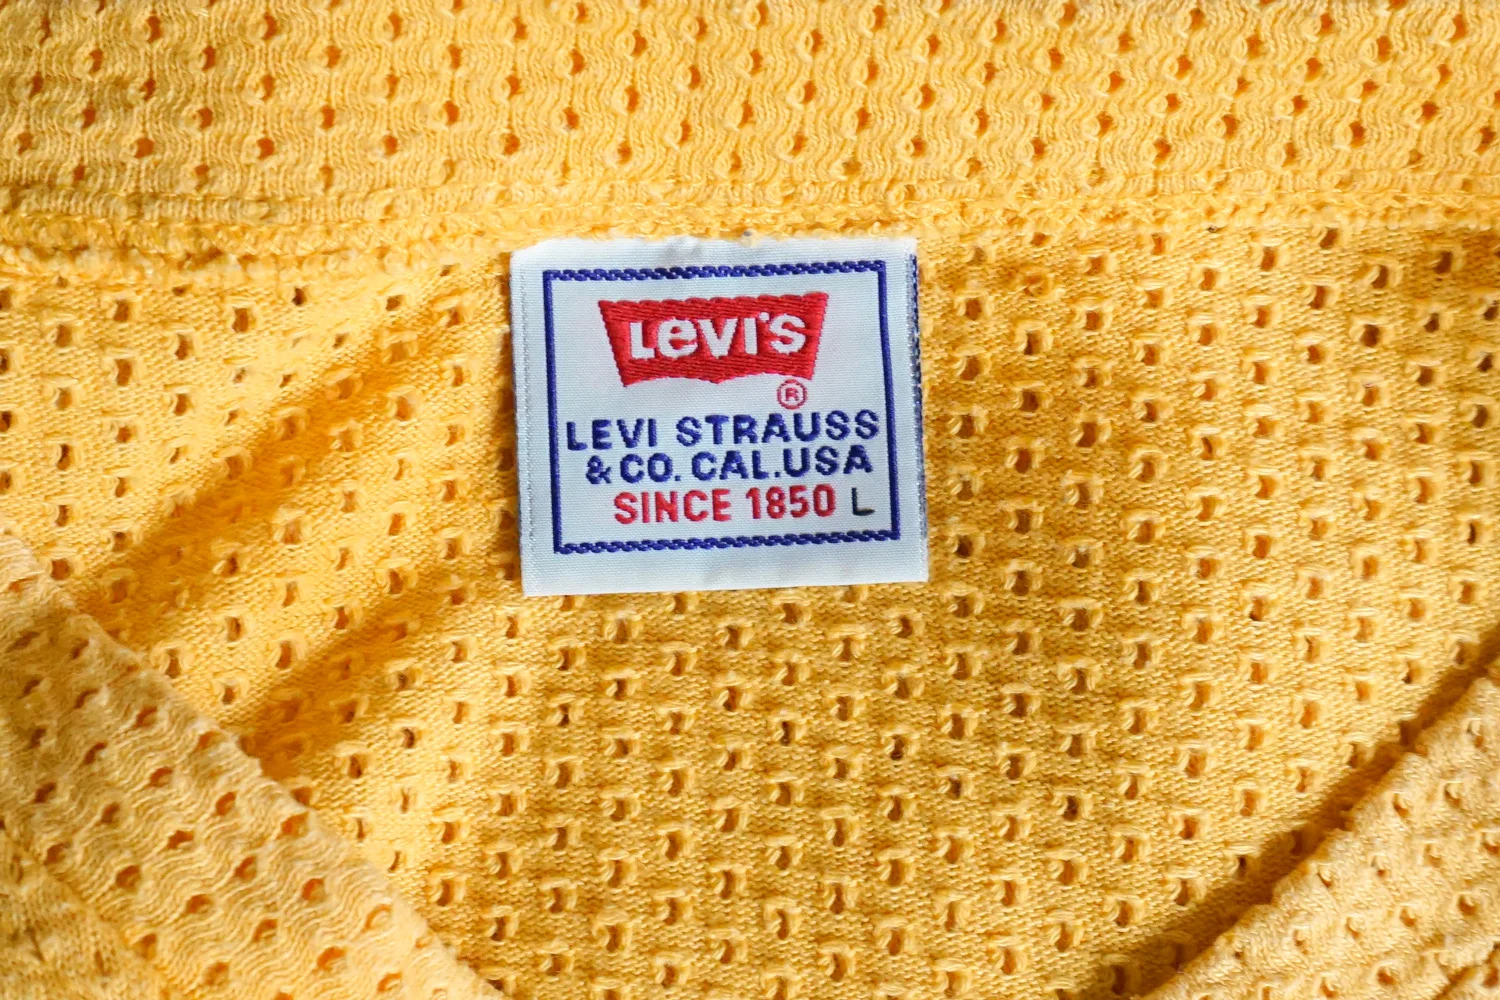 Levi's
®
LEVI STRAUSS
& CO. CAL.USA
SINCE 1850 L